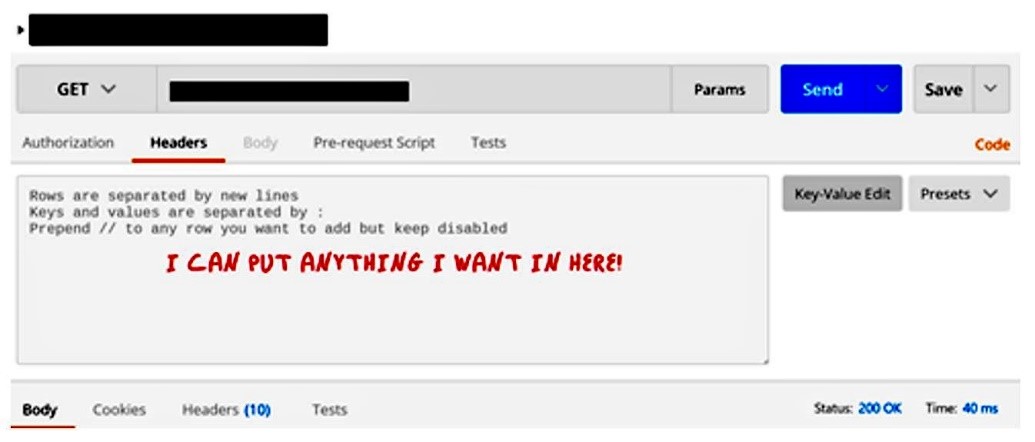 GET Params Send Save
Authorization Headers Body Pre-request Script Tests Code
Rows are separated by new lines
Keys and values are separated by :
Prepend // to any row you want to add but keep disabled
Key-Value Edit Presets
I CAN PUT ANYTHING I WANT IN HERE!
Body Cookies Headers (10) Tests Status: 200 OK Time: 40 ms